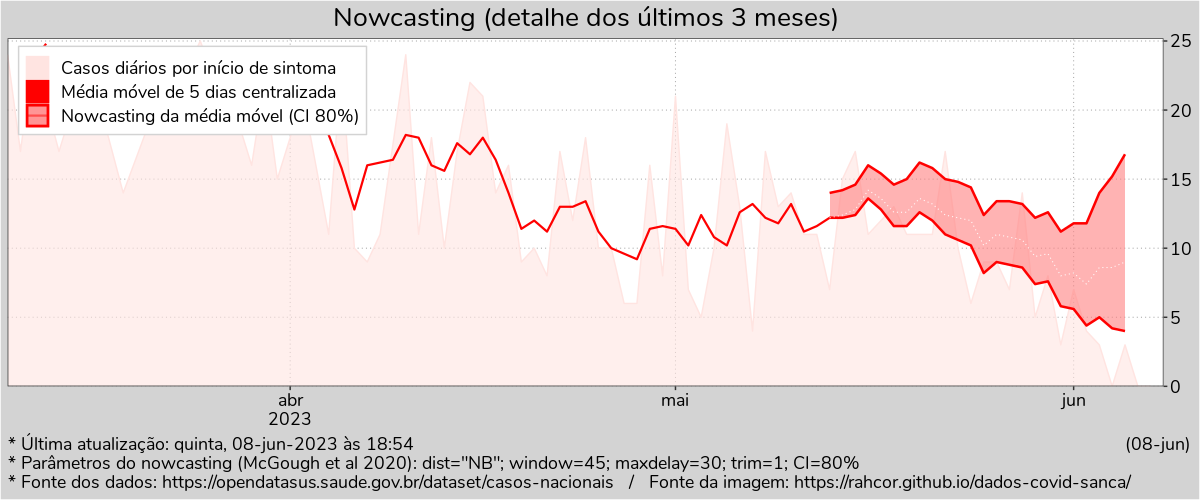 Nowcasting (detalhe dos últimos 3 meses)
Casos diários por início de sintoma
Média móvel de 5 dias centralizada
Nowcasting da média móvel (CI 80%)
25
20
15
10
5
0
abr
2023
mai
jun
* Última atualização: quinta, 08-jun-2023 às 18:54
(08-jun)
* Parâmetros do nowcasting (McGough et al 2020): dist="NB"; window=45; maxdelay=30; trim=1; CI=80%
* Fonte dos dados: https://opendatasus.saude.gov.br/dataset/casos-nacionais / Fonte da imagem: https://rahcor.github.io/dados-covid-sanca/